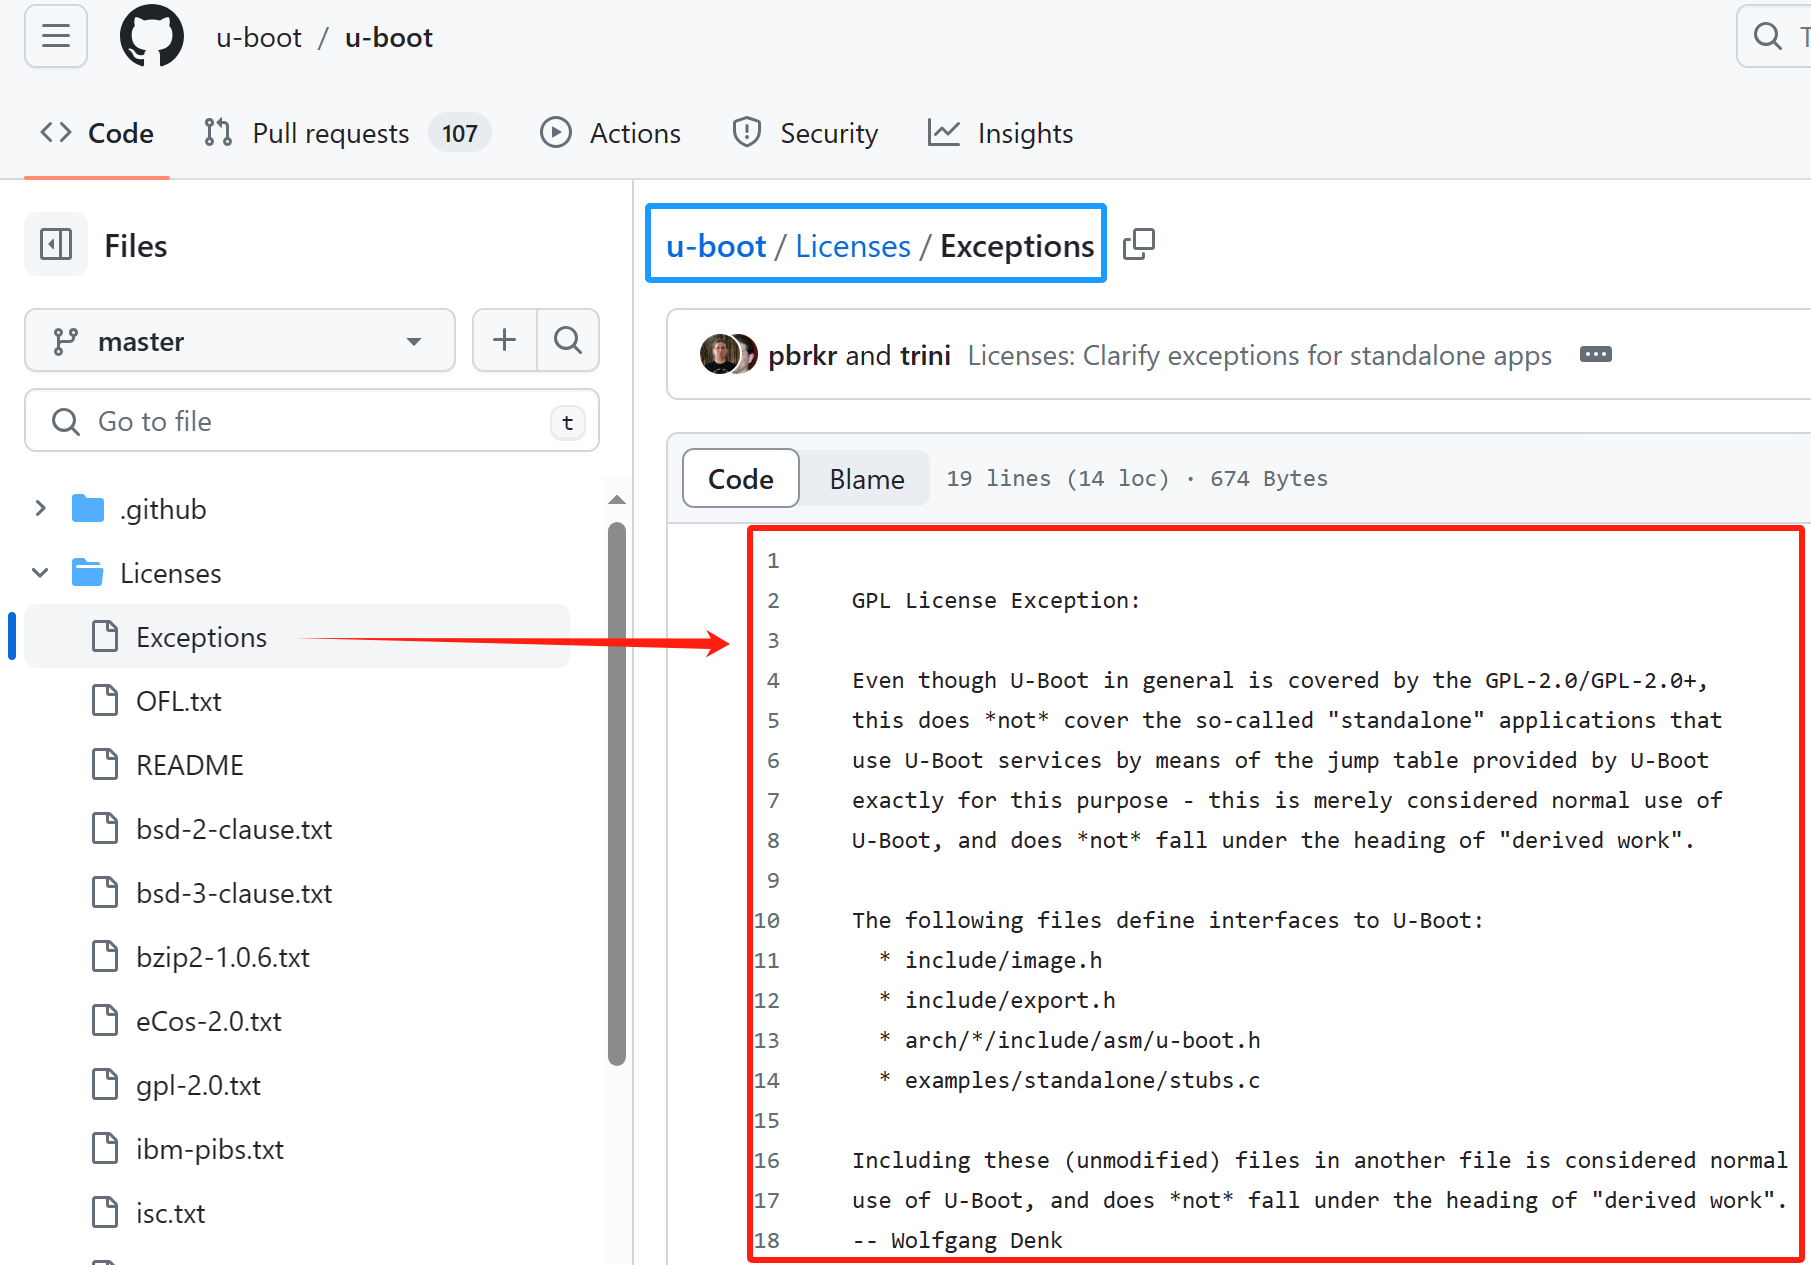 u-boot / u-boot
T
Code
Pull requests 107
Actions
Security
Insights
Files
master
Go to file
t
.github
Licenses
Exceptions
OFL.txt
README
bsd-2-clause.txt
bsd-3-clause.txt
bzip2-1.0.6.txt
eCos-2.0.txt
gpl-2.0.txt
ibm-pibs.txt
isc.txt
u-boot / Licenses / Exceptions
pbrkr and trini Licenses: Clarify exceptions for standalone apps
Code Blame 19 lines (14 loc) · 674 Bytes
1
2 GPL License Exception:
3
4 Even though U-Boot in general is covered by the GPL-2.0/GPL-2.0+,
5 this does *not* cover the so-called "standalone" applications that
6 use U-Boot services by means of the jump table provided by U-Boot
7 exactly for this purpose - this is merely considered normal use of
8 U-Boot, and does *not* fall under the heading of "derived work".
9
10 The following files define interfaces to U-Boot:
11 * include/image.h
12 * include/export.h
13 * arch/*/include/asm/u-boot.h
14 * examples/standalone/stubs.c
15
16 Including these (unmodified) files in another file is considered normal
17 use of U-Boot, and does *not* fall under the heading of "derived work".
18 -- Wolfgang Denk